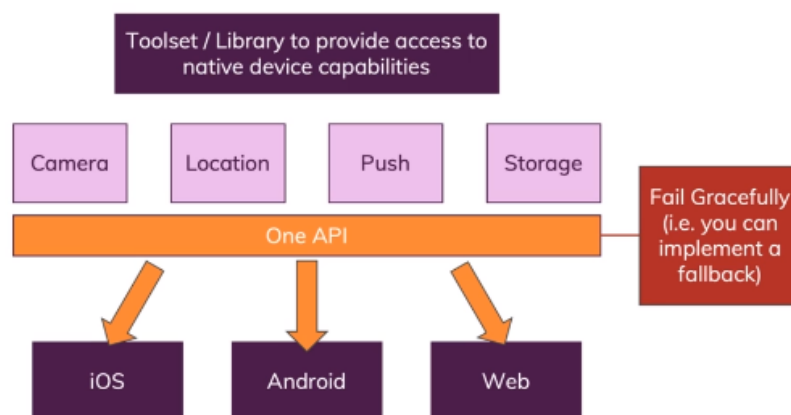 Toolset / Library to provide access to
native device capabilities
Camera
Location
Push
Storage
One API
Fail Gracefully
(i.e. you can
implement a
fallback)
iOS
Android
Web